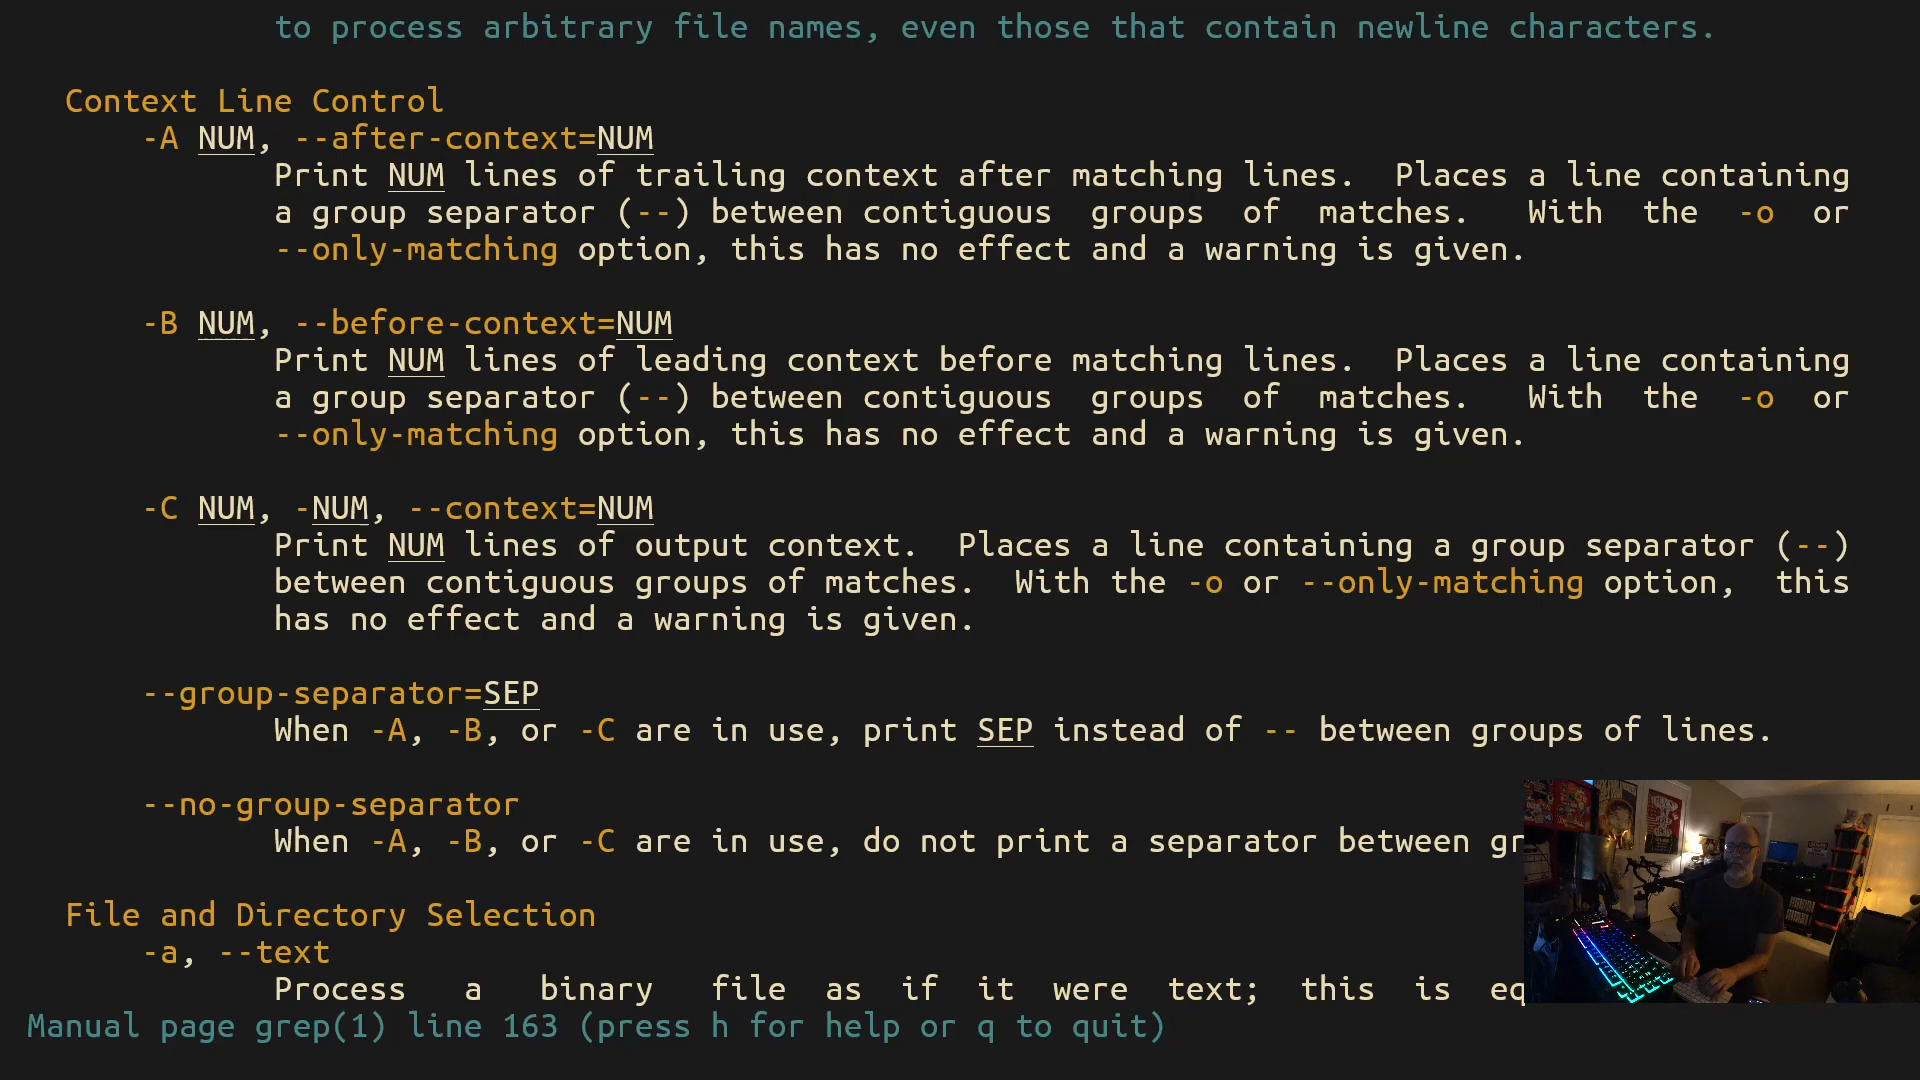 to process arbitrary file names, even those that contain newline characters.
Context Line Control
-A NUM, --after-context=NUM
Print NUM lines of trailing context after matching lines.  Places a line containing
a group separator (--) between contiguous  groups  of  matches.   With  the  -o  or
--only-matching option, this has no effect and a warning is given.
-B NUM, --before-context=NUM
Print NUM lines of leading context before matching lines.  Places a line containing
a group separator (--) between contiguous  groups  of  matches.   With  the  -o  or
--only-matching option, this has no effect and a warning is given.
-C NUM, -NUM, --context=NUM
Print NUM lines of output context.  Places a line containing a group separator (--)
between contiguous groups of matches.  With the -o or --only-matching option,  this
has no effect and a warning is given.
--group-separator=SEP
When -A, -B, or -C are in use, print SEP instead of -- between groups of lines.
--no-group-separator
When -A, -B, or -C are in use, do not print a separator between gr
File and Directory Selection
-a, --text
Process   a   binary   file  as  if  it  were  text;  this  is  eq
Manual page grep(1) line 163 (press h for help or q to quit)